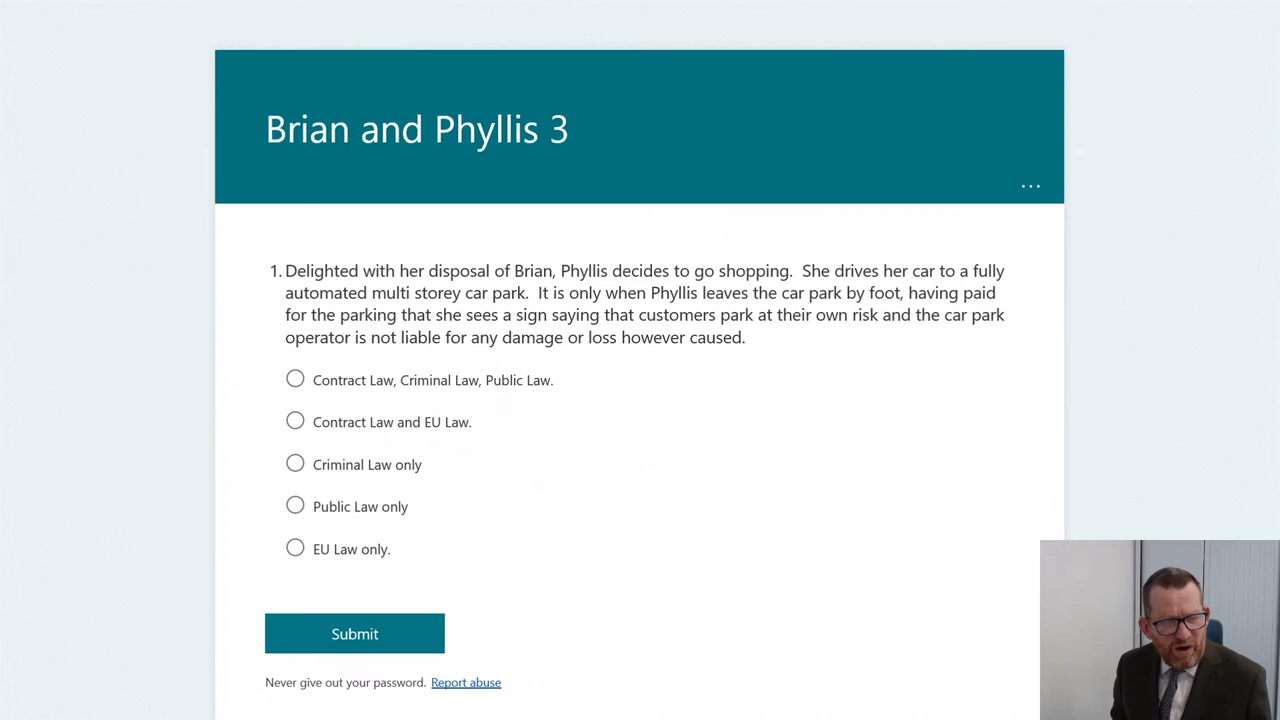 Brian and Phyllis 3
...
1. Delighted with her disposal of Brian, Phyllis decides to go shopping.  She drives her car to a fully
automated multi storey car park.  It is only when Phyllis leaves the car park by foot, having paid
for the parking that she sees a sign saying that customers park at their own risk and the car park
operator is not liable for any damage or loss however caused.
Contract Law, Criminal Law, Public Law.
Contract Law and EU Law.
Criminal Law only
Public Law only
EU Law only.
Submit
Never give out your password. Report abuse